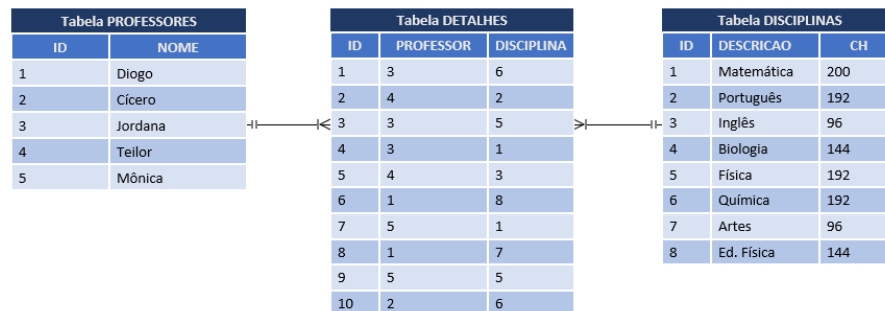 Tabela PROFESSORES
ID NOME
1 Diogo
2 Cícero
3 Jordana
4 Teilor
5 Mônica
Tabela DETALHES
ID PROFESSOR DISCIPLINA
1 3 6
2 4 2
3 3 5
4 3 1
5 4 3
6 1 8
7 5 1
8 1 7
9 5 5
10 2 6
Tabela DISCIPLINAS
ID DESCRICAO CH
1 Matemática 200
2 Português 192
3 Inglês 96
4 Biologia 144
5 Física 192
6 Química 192
7 Artes 96
8 Ed. Física 144